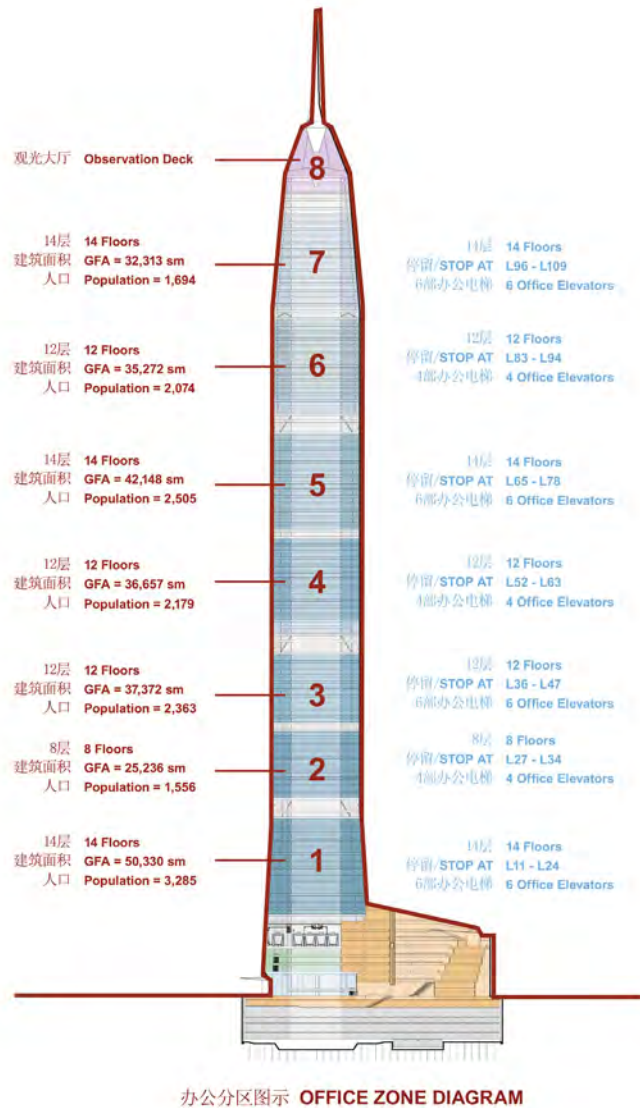 观光大厅 Observation Deck
8
14层 14 Floors
建筑面积 GFA = 32,313 sm
人口 Population = 1,694
7
14层 14 Floors
停留/STOP AT L96 - L109
6部办公电梯 6 Office Elevators
12层 12 Floors
建筑面积 GFA = 35,272 sm
人口 Population = 2,074
6
12层 12 Floors
停留/STOP AT L83 - L94
4部办公电梯 4 Office Elevators
14层 14 Floors
建筑面积 GFA = 42,148 sm
人口 Population = 2,505
5
14层 14 Floors
停留/STOP AT L65 - L78
6部办公电梯 6 Office Elevators
12层 12 Floors
建筑面积 GFA = 36,657 sm
人口 Population = 2,179
4
12层 12 Floors
停留/STOP AT L52 - L63
4部办公电梯 4 Office Elevators
12层 12 Floors
建筑面积 GFA = 37,372 sm
人口 Population = 2,363
3
12层 12 Floors
停留/STOP AT L36 - L47
6部办公电梯 6 Office Elevators
8层 8 Floors
建筑面积 GFA = 25,236 sm
人口 Population = 1,556
2
8层 8 Floors
停留/STOP AT L27 - L34
4部办公电梯 4 Office Elevators
14层 14 Floors
建筑面积 GFA = 50,330 sm
人口 Population = 3,285
1
14层 14 Floors
停留/STOP AT L11 - L24
6部办公电梯 6 Office Elevators
办公分区图示 OFFICE ZONE DIAGRAM